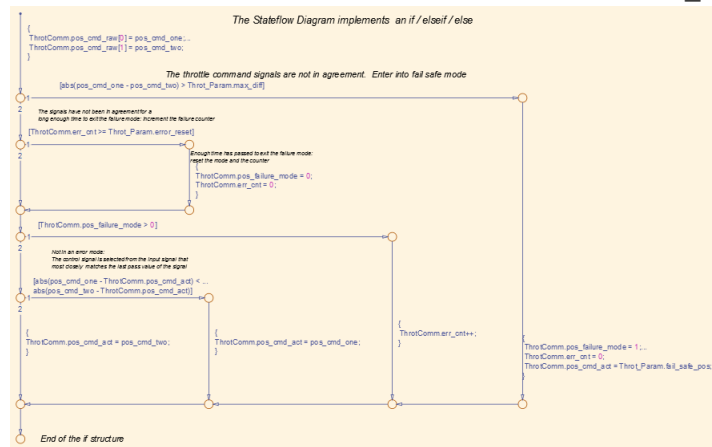 The Stateflow Diagram implements an if / elseif / else
{
ThrotComm.pos_cmd_raw[0] = pos_cmd_one;...
ThrotComm.pos_cmd_raw[1] = pos_cmd_two;
}
The throttle command signals are not in agreement. Enter into fail safe mode
[abs(pos_cmd_one - pos_cmd_two) > Throt_Param.max_diff]
1
2
The signals have not been in agreement for a
long enough time to exit the failure mode: increment the failure counter
[ThrotComm.err_cnt >= Throt_Param.error_reset]
1
2
Enough time has passed to exit the failure mode:
reset the mode and the counter
{
ThrotComm.pos_failure_mode = 0;
ThrotComm.err_cnt = 0;
}
[ThrotComm.pos_failure_mode > 0]
1
2
Not in an error mode:
The control signal is selected from the input signal that
most closely matches the last pass value of the signal
[abs(pos_cmd_one - ThrotComm.pos_cmd_act) < ...
abs(pos_cmd_two - ThrotComm.pos_cmd_act)]
1
2
{
ThrotComm.pos_cmd_act = pos_cmd_two;
}
{
ThrotComm.pos_cmd_act = pos_cmd_one;
}
{
ThrotComm.err_cnt++;
}
{
ThrotComm.pos_failure_mode = 1;..
ThrotComm.err_cnt = 0;
ThrotComm.pos_cmd_act = Throt_Param.fail_safe_pos;
}
End of the if structure